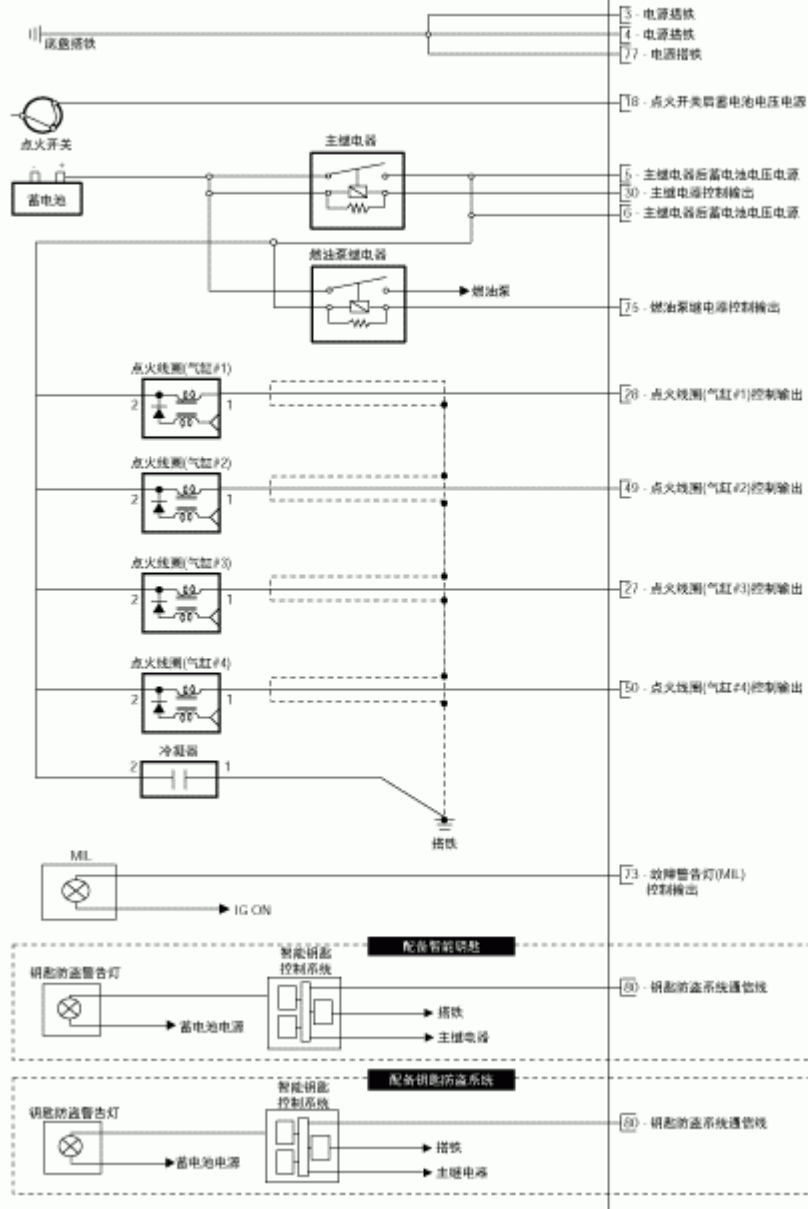 3 - 电源搭铁
4 - 电源搭铁
77 - 电源搭铁
底盘搭铁
18 - 点火开关后蓄电池电压电源
点火开关
主继电器
- +
蓄电池
5 - 主继电器后蓄电池电压电源
30 - 主继电器控制输出
6 - 主继电器后蓄电池电压电源
燃油泵继电器
燃油泵
75 - 燃油泵继电器控制输出
点火线圈(气缸#1)
2 1
28 - 点火线圈(气缸#1)控制输出
点火线圈(气缸#2)
2 1
49 - 点火线圈(气缸#2)控制输出
点火线圈(气缸#3)
2 1
27 - 点火线圈(气缸#3)控制输出
点火线圈(气缸#4)
2 1
50 - 点火线圈(气缸#4)控制输出
冷凝器
2 1
搭铁
MIL
73 - 故障警告灯(MIL)
控制输出
IG ON
配备智能钥匙
钥匙防盗警告灯
智能钥匙
控制系统
80 - 钥匙防盗系统通信线
搭铁
蓄电池电源
主继电器
配备钥匙防盗系统
钥匙防盗警告灯
智能钥匙
控制系统
80 - 钥匙防盗系统通信线
搭铁
蓄电池电源
主继电器